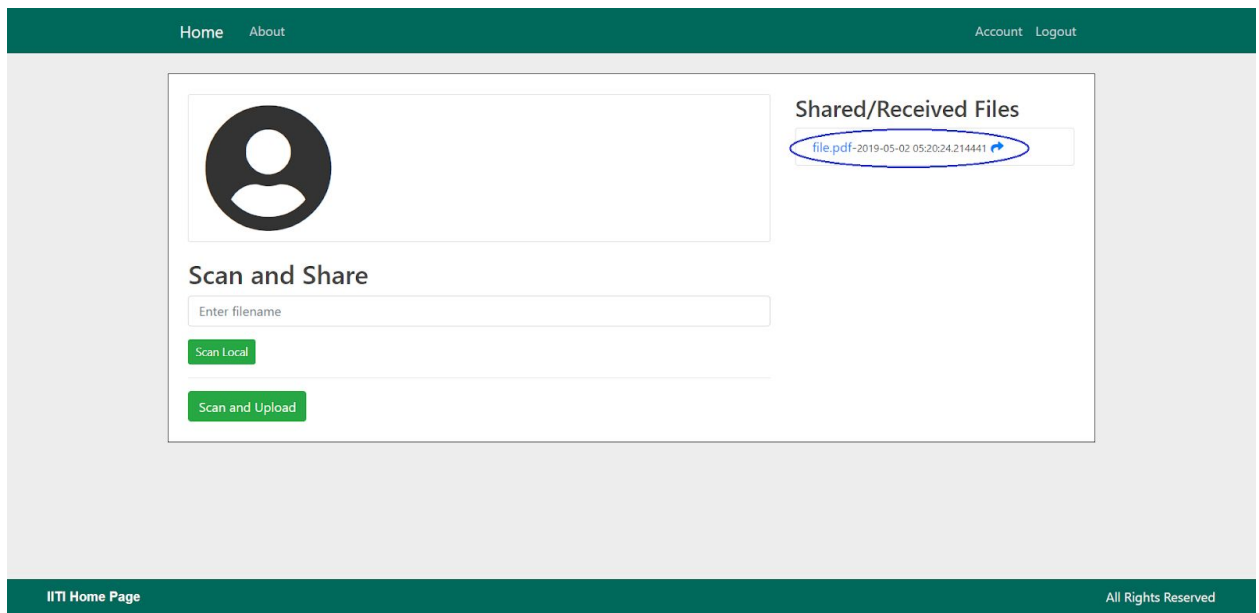 Home About Account Logout
Shared/Received Files
file.pdf-2019-05-02 05:20:24.214441
Scan and Share
Enter filename
Scan Local
Scan and Upload
IITI Home Page All Rights Reserved